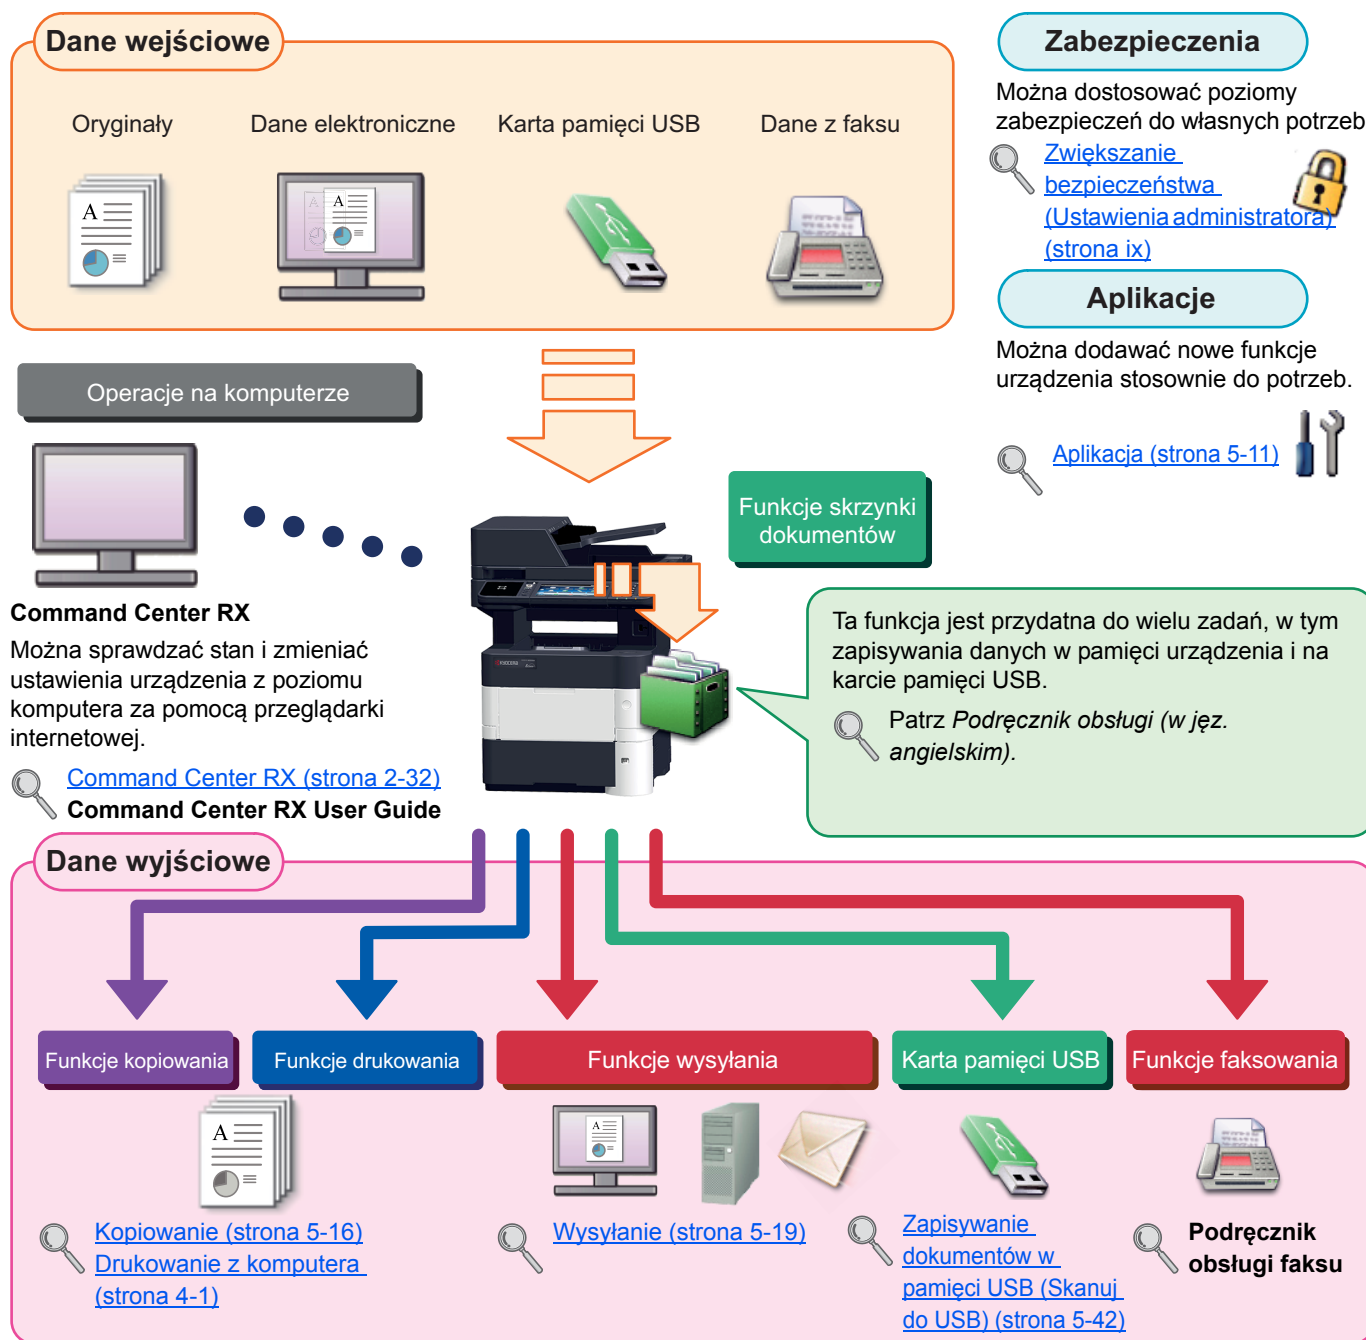 Dane wejściowe
Oryginały
Dane elektroniczne
Karta pamięci USB
Dane z faksu
Zabezpieczenia
Można dostosować poziomy
zabezpieczeń do własnych potrzeb
Zwiększanie
bezpieczeństwa
(Ustawienia administratora)
(strona ix)
Aplikacje
Można dodawać nowe funkcje
urządzenia stosownie do potrzeb.
Aplikacja (strona 5-11)
Operacje na komputerze
Command Center RX
Można sprawdzać stan i zmieniać
ustawienia urządzenia z poziomu
komputera za pomocą przeglądarki
internetowej.
Command Center RX (strona 2-32)
Command Center RX User Guide
Funkcje skrzynki
dokumentów
Ta funkcja jest przydatna do wielu zadań, w tym
zapisywania danych w pamięci urządzenia i na
karcie pamięci USB.
Patrz Podręcznik obsługi (w jęz.
angielskim).
Dane wyjściowe
Funkcje kopiowania
Funkcje drukowania
Funkcje wysyłania
Karta pamięci USB
Funkcje faksowania
Kopiowanie (strona 5-16)
Drukowanie z komputera
(strona 4-1)
Wysyłanie (strona 5-19)
Zapisywanie
dokumentów w
pamięci USB (Skanuj
do USB) (strona 5-42)
Podręcznik
obsługi faksu